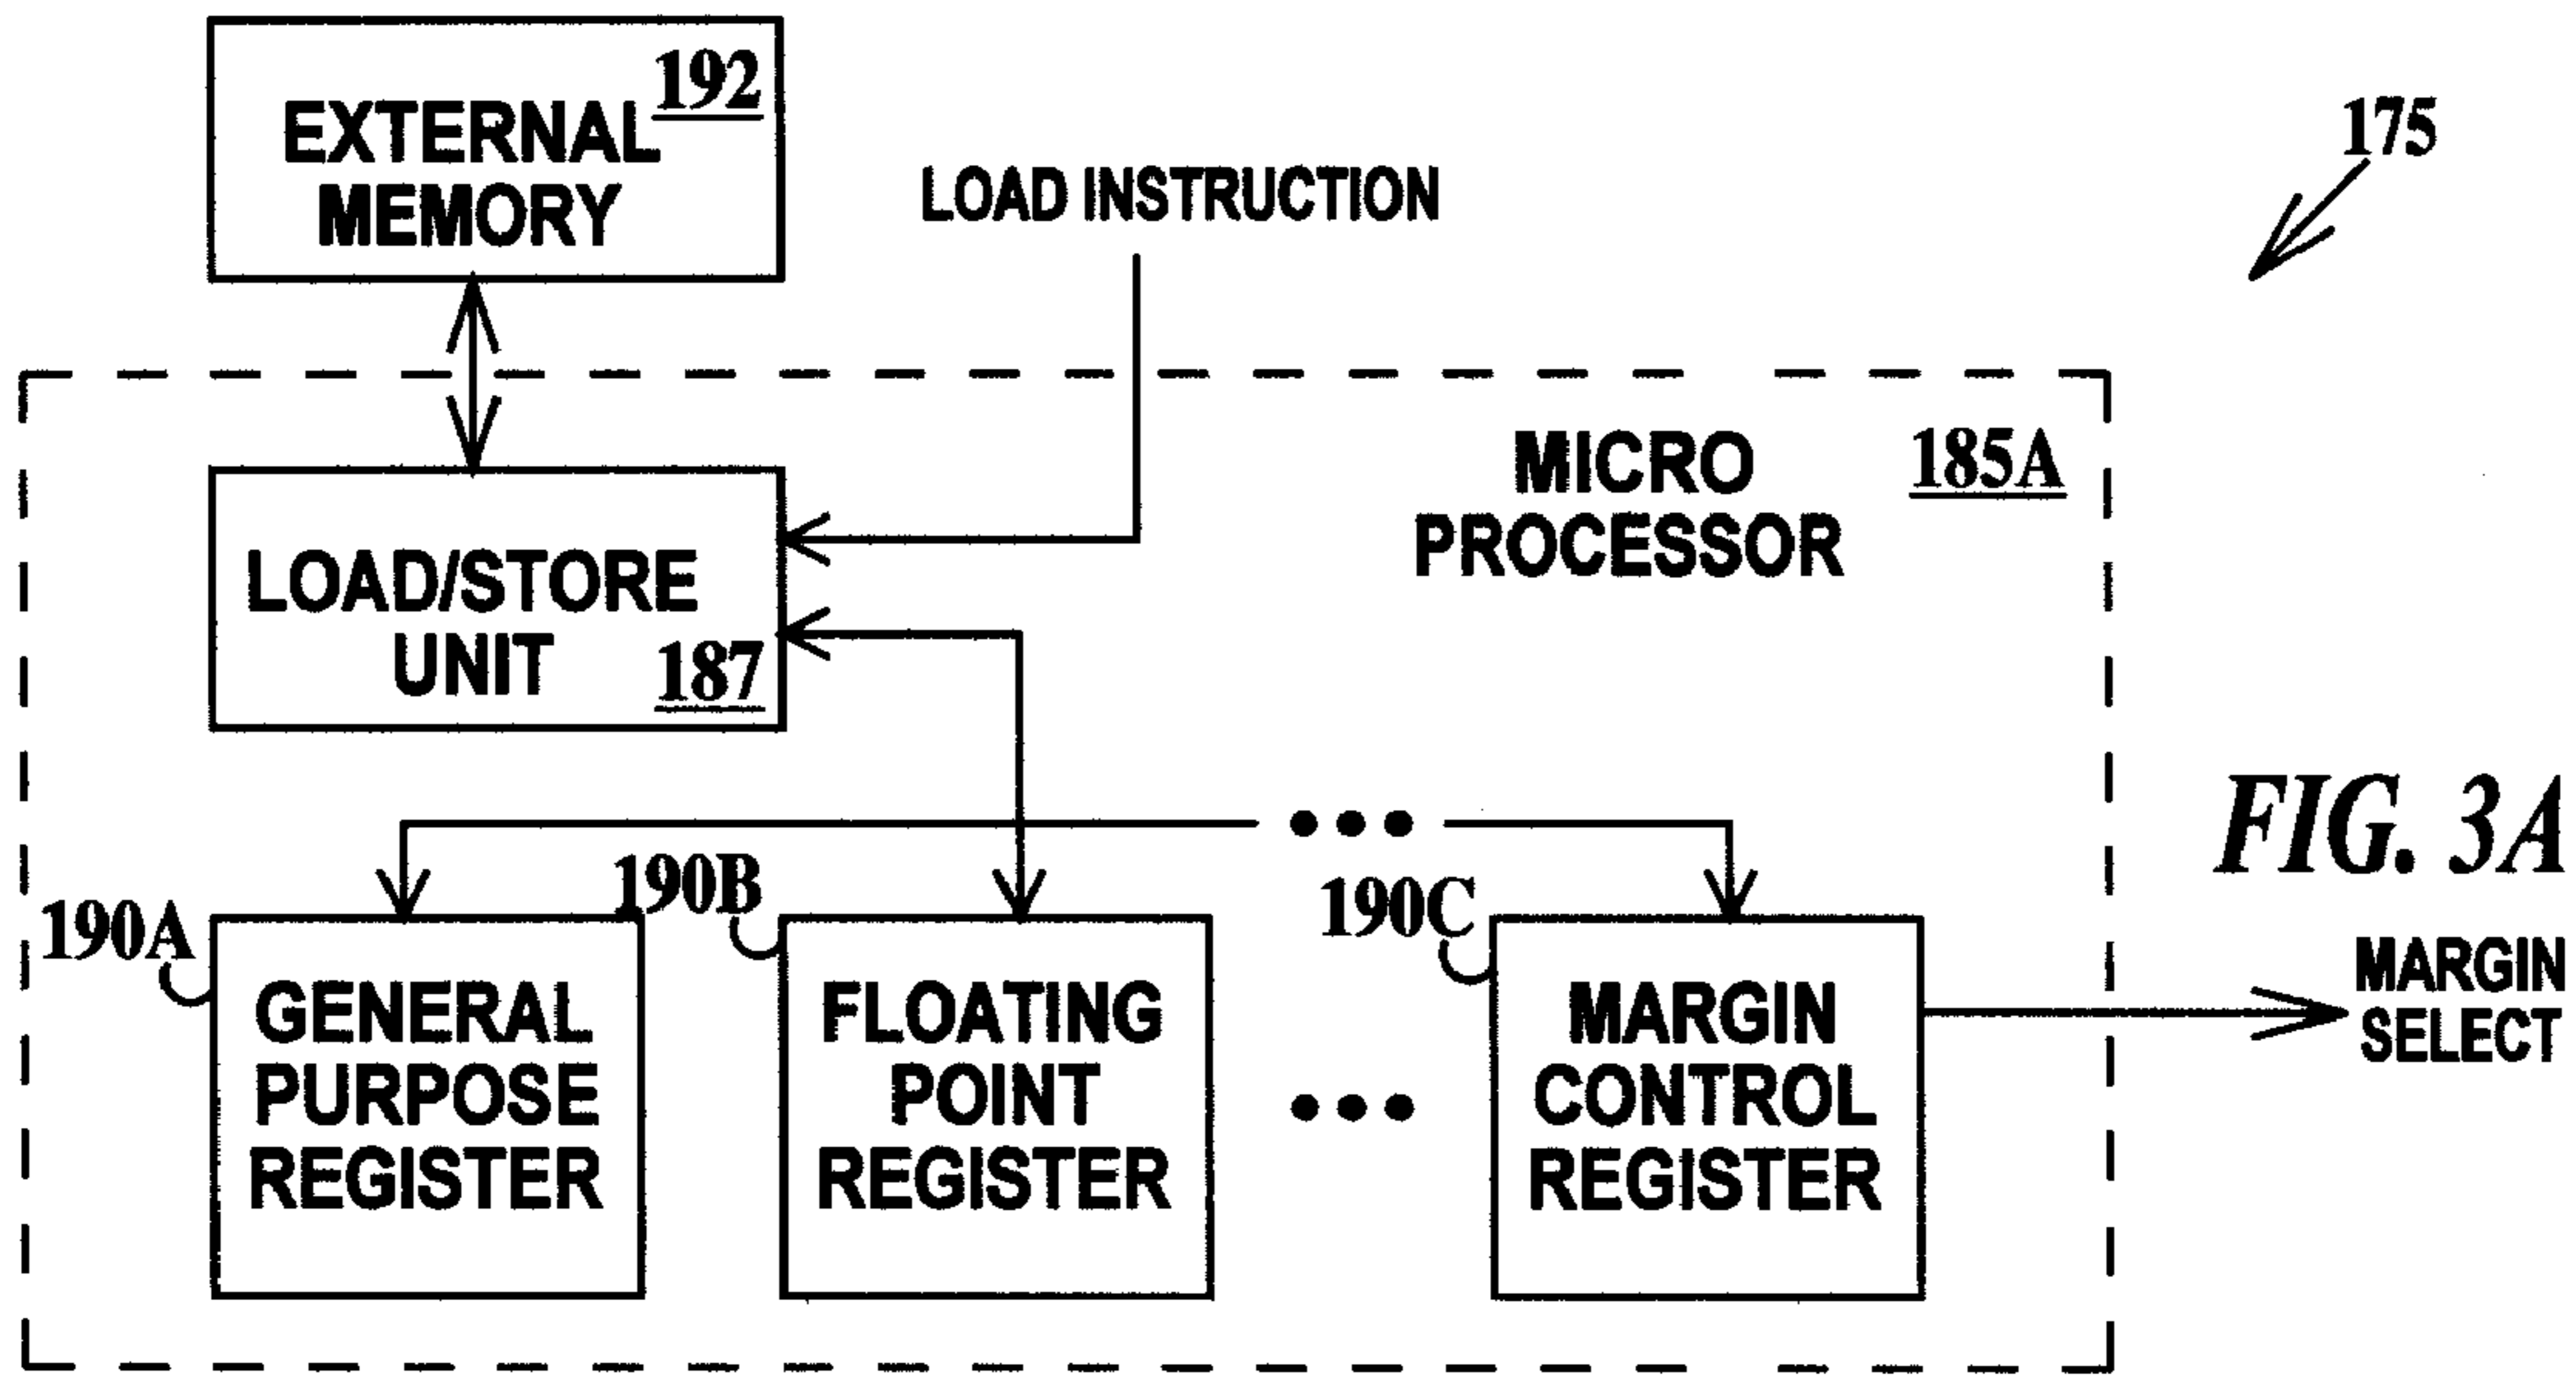 192
EXTERNAL
MEMORY
175
LOAD INSTRUCTION
MICRO
PROCESSOR
185A
LOAD/STORE
UNIT
187
FIG. 3A
190A
190B
190C
GENERAL
PURPOSE
REGISTER
FLOATING
POINT
REGISTER
MARGIN
CONTROL
REGISTER
MARGIN
SELECT